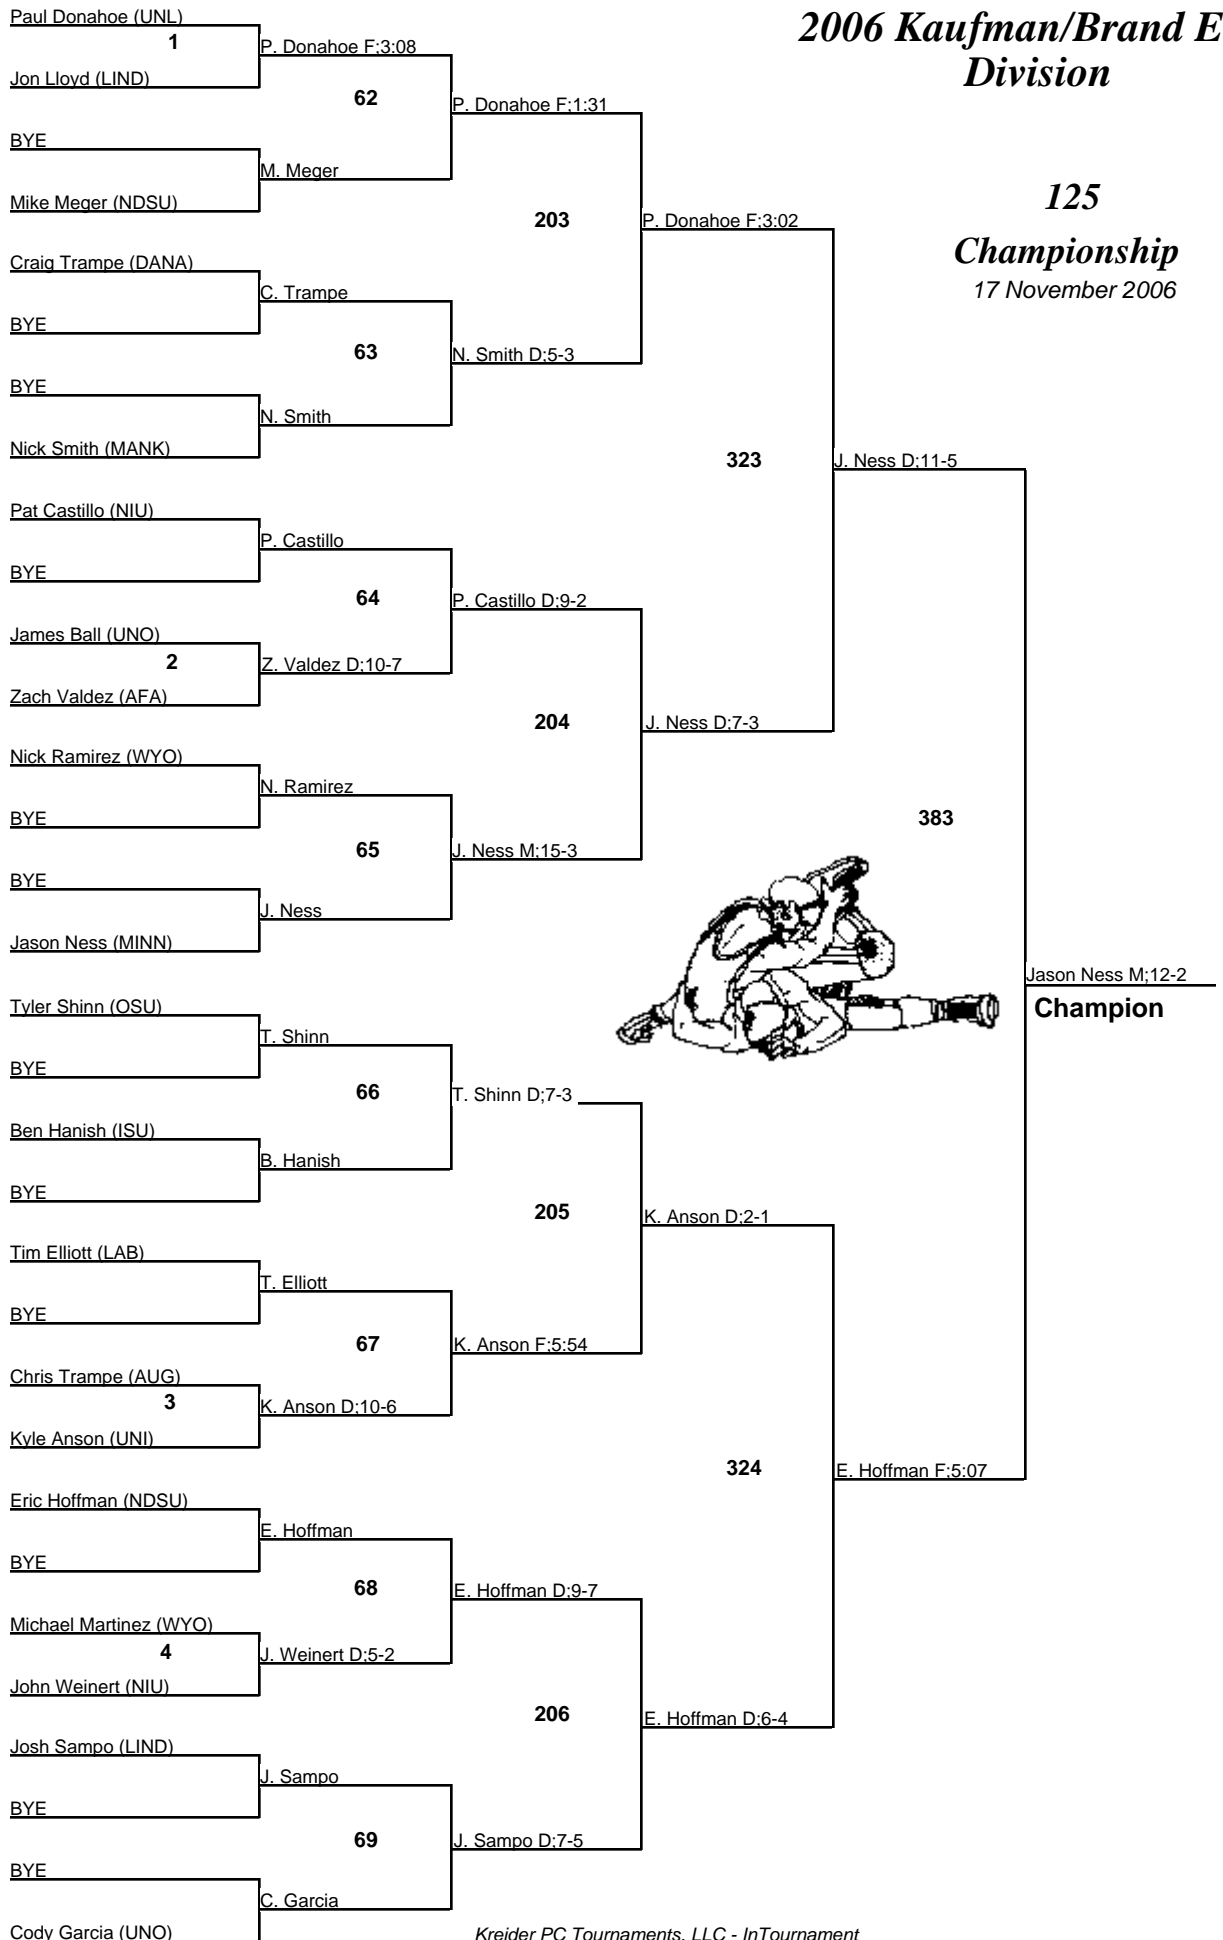 2006 Kaufman/Brand E
Division
125
Championship
17 November 2006
Paul Donahoe (UNL)
1
P. Donahoe F;3:08
Jon Lloyd (LIND)
62
P. Donahoe F;1:31
BYE
M. Meger
Mike Meger (NDSU)
203
P. Donahoe F;3:02
Craig Trampe (DANA)
C. Trampe
BYE
63
N. Smith D;5-3
BYE
N. Smith
Nick Smith (MANK)
323
J. Ness D;11-5
Pat Castillo (NIU)
P. Castillo
BYE
64
P. Castillo D;9-2
James Ball (UNO)
2
Z. Valdez D;10-7
Zach Valdez (AFA)
204
J. Ness D;7-3
Nick Ramirez (WYO)
N. Ramirez
BYE
383
65
J. Ness M;15-3
BYE
J. Ness
Jason Ness (MINN)
Jason Ness M;12-2
Champion
Tyler Shinn (OSU)
T. Shinn
BYE
66
T. Shinn D;7-3
Ben Hanish (ISU)
B. Hanish
BYE
205
K. Anson D;2-1
Tim Elliott (LAB)
T. Elliott
BYE
67
K. Anson F;5:54
Chris Trampe (AUG)
3
K. Anson D;10-6
Kyle Anson (UNI)
324
E. Hoffman F;5:07
Eric Hoffman (NDSU)
E. Hoffman
BYE
68
E. Hoffman D;9-7
Michael Martinez (WYO)
4
J. Weinert D;5-2
John Weinert (NIU)
206
E. Hoffman D;6-4
Josh Sampo (LIND)
J. Sampo
BYE
69
J. Sampo D;7-5
BYE
C. Garcia
Cody Garcia (UNO)
Kreider PC Tournaments, LLC - InTournament